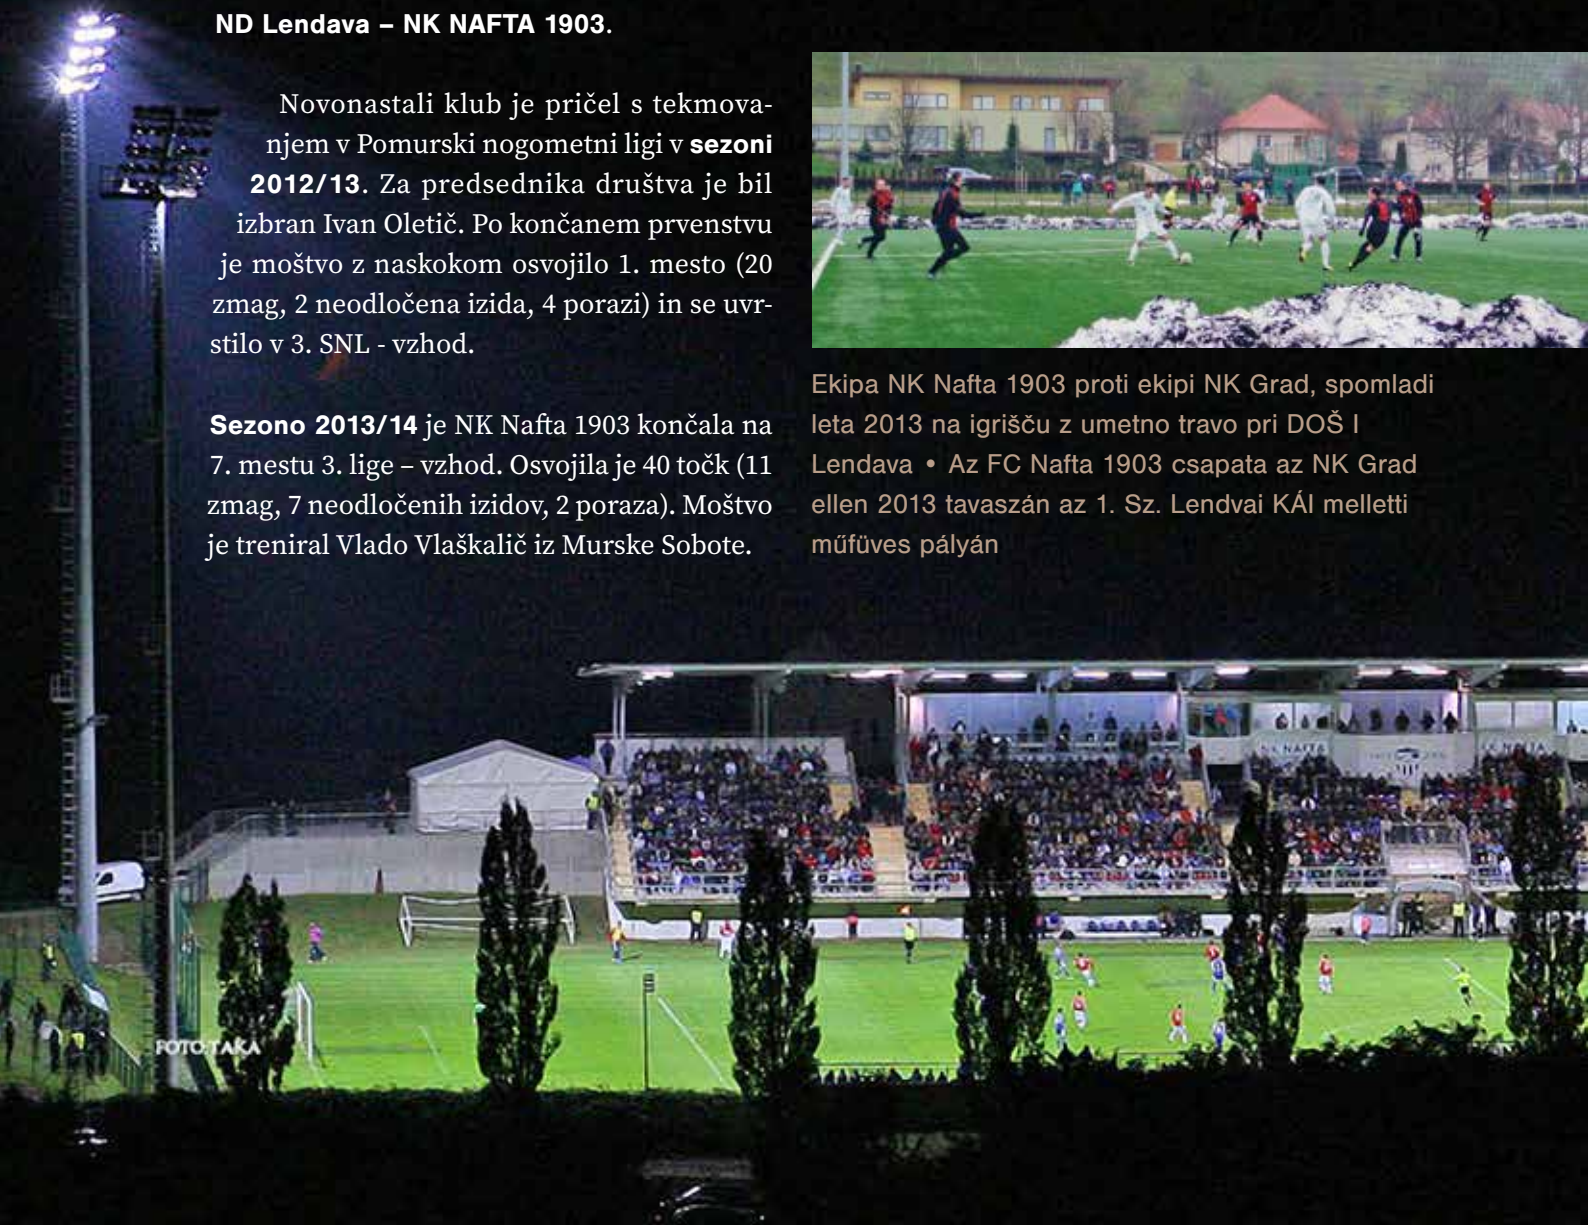 ND Lendava – NK NAFTA 1903.
Novonastali klub je pričel s tekmova-
njem v Pomurski nogometni ligi v sezoni
2012/13. Za predsednika društva je bil
izbran Ivan Oletič. Po končanem prvenstvu
je moštvo z naskokom osvojilo 1. mesto (20
zmag, 2 neodločena izida, 4 porazi) in se uvr-
stilo v 3. SNL - vzhod.
Sezono 2013/14 je NK Nafta 1903 končala na
7. mestu 3. lige – vzhod. Osvojila je 40 točk (11
zmag, 7 neodločenih izidov, 2 poraza). Moštvo
je treniral Vlado Vlaškalič iz Murske Sobote.
Ekipa NK Nafta 1903 proti ekipi NK Grad, spomladi
leta 2013 na igrišču z umetno travo pri DOŠ I
Lendava • Az FC Nafta 1903 csapata az NK Grad
ellen 2013 tavaszán az 1. Sz. Lendvai KÁI melletti
műfüves pályán
NK NAFTA
NAFTA
FOTO:TAKA